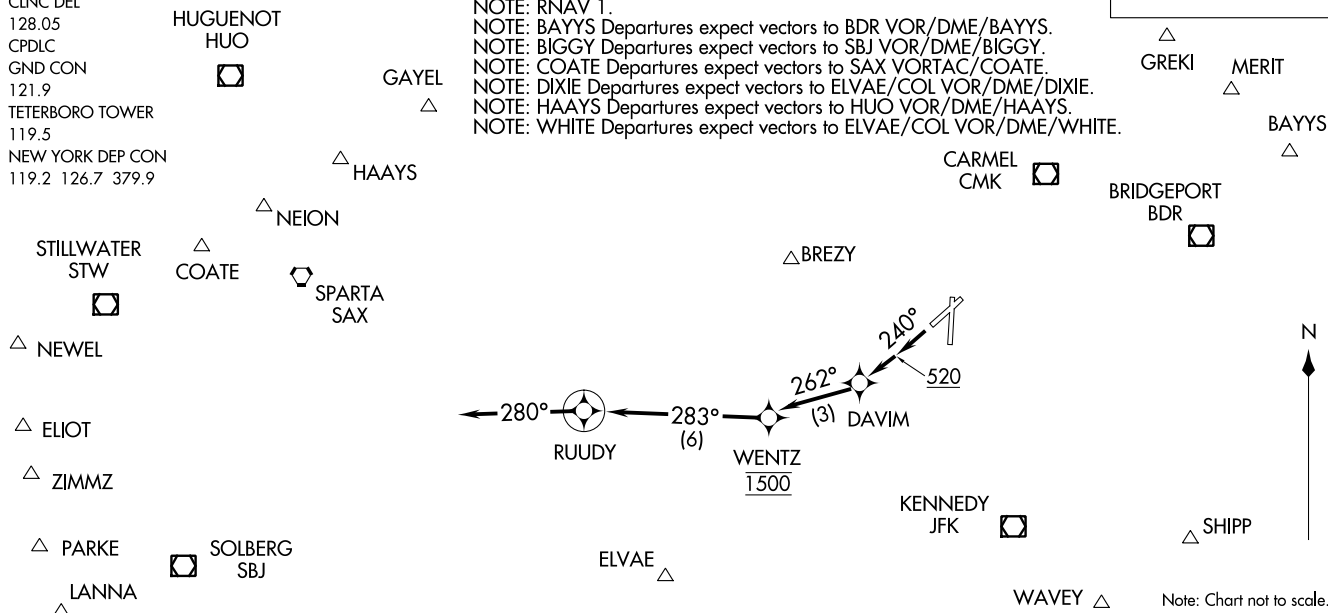 CLNC DEL
128.05
CPDLC
GND CON
121.9
TETERBORO TOWER
119.5
NEW YORK DEP CON
119.2 126.7 379.9
NOTE: RNAV 1.
NOTE: BAYYS Departures expect vectors to BDR VOR/DME/BAYYS.
NOTE: BIGGY Departures expect vectors to SBJ VOR/DME/BIGGY.
NOTE: COATE Departures expect vectors to SAX VORTAC/COATE.
NOTE: DIXIE Departures expect vectors to ELVAE/COL VOR/DME/DIXIE.
NOTE: HAAYS Departures expect vectors to HUO VOR/DME/HAAYS.
NOTE: WHITE Departures expect vectors to ELVAE/COL VOR/DME/WHITE.
HUGUENOT
HUO
GAYEL
GREKI
MERIT
BAYYS
HAAYS
CARMEL
CMK
BRIDGEPORT
BDR
NEION
STILLWATER
STW
COATE
BREZY
SPARTA
SAX
NEWEL
N
240°
520
262°
(3)
DAVIM
280°
283°
(6)
RUUDY
WENTZ
1500
ELIOT
ZIMMZ
KENNEDY
JFK
SHIPP
PARKE
SOLBERG
SBJ
ELVAE
LANNA
WAVEY
Note: Chart not to scale.